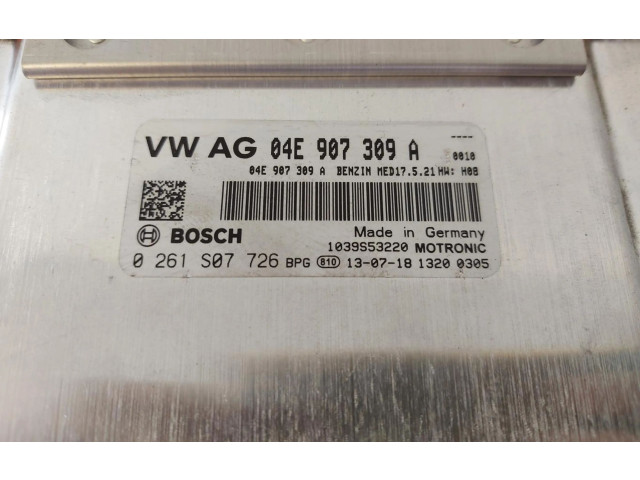 VW AG 04E 907 309 A ---- 0010
04E 907 309 A BENZIN MED17.5.21 HW: H08
BOSCH
Made in Germany
1039S53220 MOTRONIC
0 261 S07 726 BPG 810 13-07-18 1320 0305